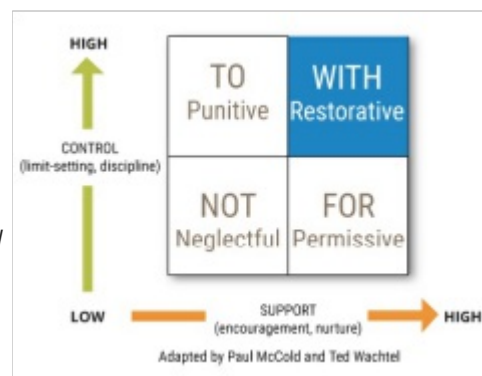 HIGH
TO
Punitive
WITH
Restorative
CONTROL
(limit-setting, discipline)
NOT
Neglectful
FOR
Permissive
LOW
SUPPORT
(encouragement, nurture)
HIGH
Adapted by Paul McCold and Ted Wachtel